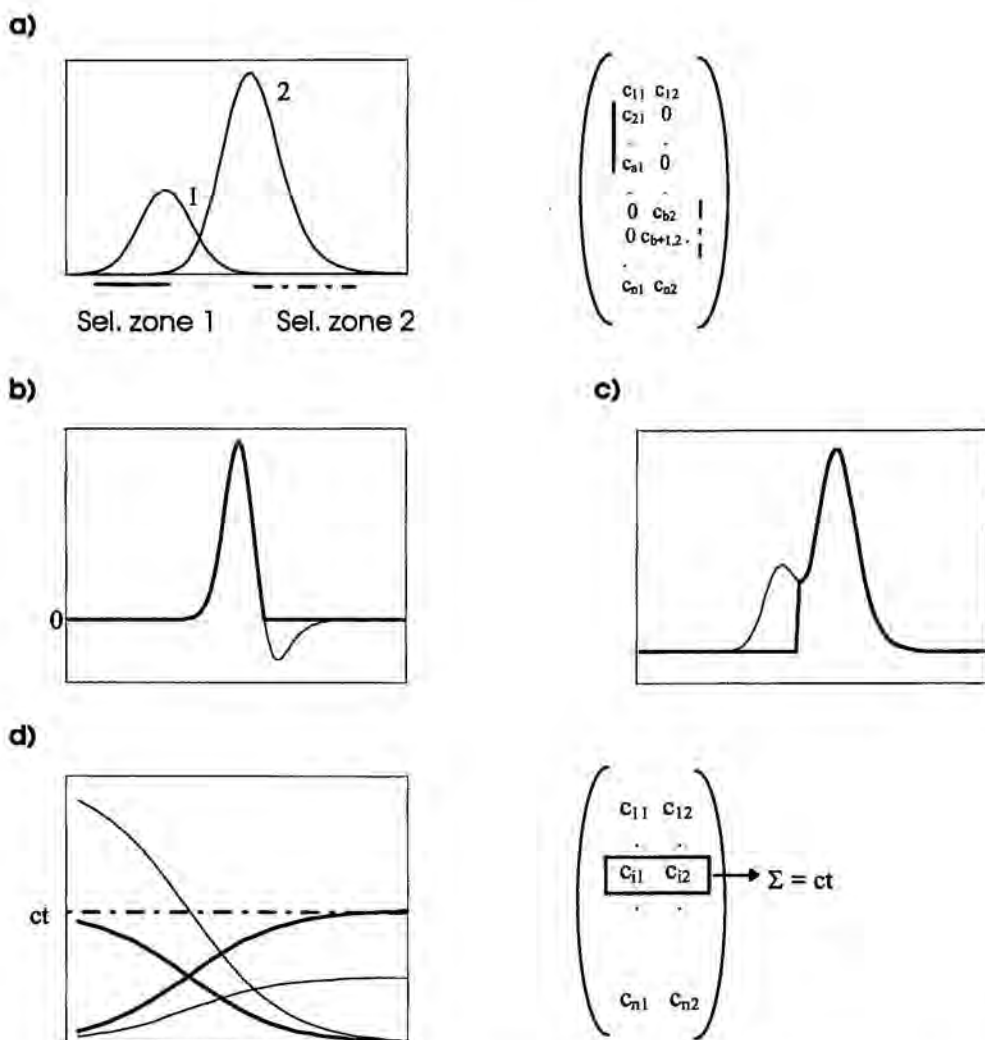 a)
1
2
Sel. zone 1
Sel. zone 2
c11 c12
c21 0
. .
ca1 0
. .
0 cb2
0 cb+1,2 .
.
cn1 cn2
b)
0
c)
d)
ct
c11 c12
. .
ci1 ci2 Σ = ct
. .
cn1 cn2